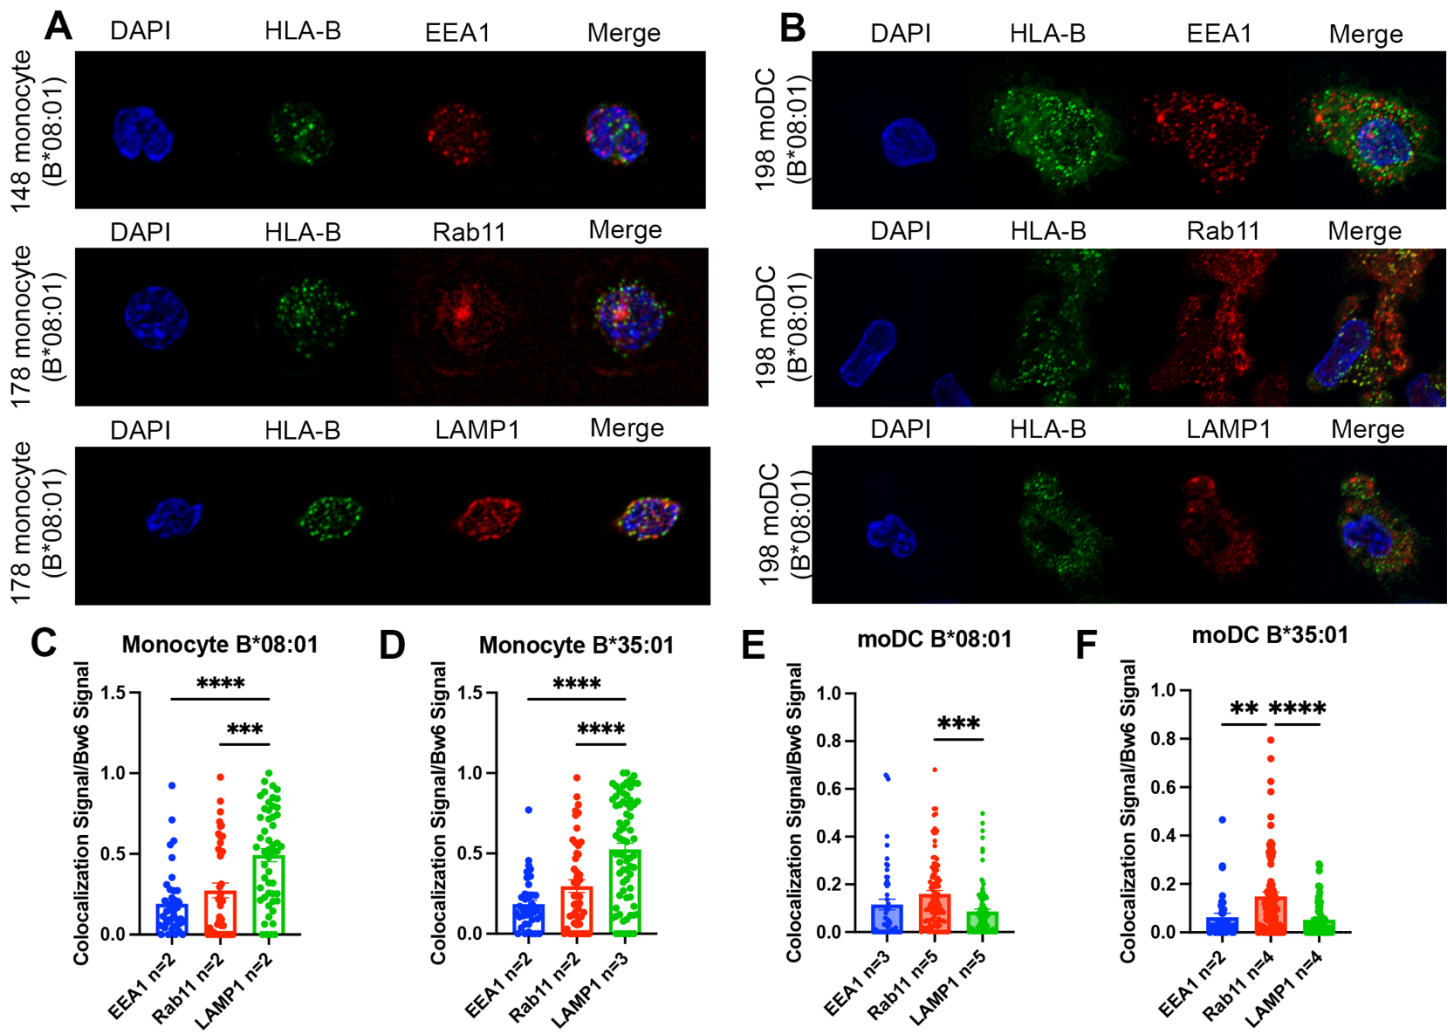 A
DAPI HLA-B EEA1 Merge
148 monocyte
(B*08:01)
DAPI HLA-B Rab11 Merge
178 monocyte
(B*08:01)
DAPI HLA-B LAMP1 Merge
178 monocyte
(B*08:01)
B
DAPI HLA-B EEA1 Merge
198 moDC
(B*08:01)
DAPI HLA-B Rab11 Merge
198 moDC
(B*08:01)
DAPI HLA-B LAMP1 Merge
198 moDC
(B*08:01)
C
Monocyte B*08:01
Colocalization Signal/Bw6 Signal
1.5
1.0
0.5
0.0
****
***
EEA1 n=2
Rab11 n=2
LAMP1 n=2
D
Monocyte B*35:01
Colocalization Signal/Bw6 Signal
1.5
1.0
0.5
0.0
****
****
EEA1 n=2
Rab11 n=2
LAMP1 n=3
E
moDC B*08:01
Colocalization Signal/Bw6 Signal
1.0
0.8
0.6
0.4
0.2
0.0
***
EEA1 n=3
Rab11 n=5
LAMP1 n=5
F
moDC B*35:01
Colocalization Signal/Bw6 Signal
1.0
0.8
0.6
0.4
0.2
0.0
** ****
EEA1 n=2
Rab11 n=4
LAMP1 n=4